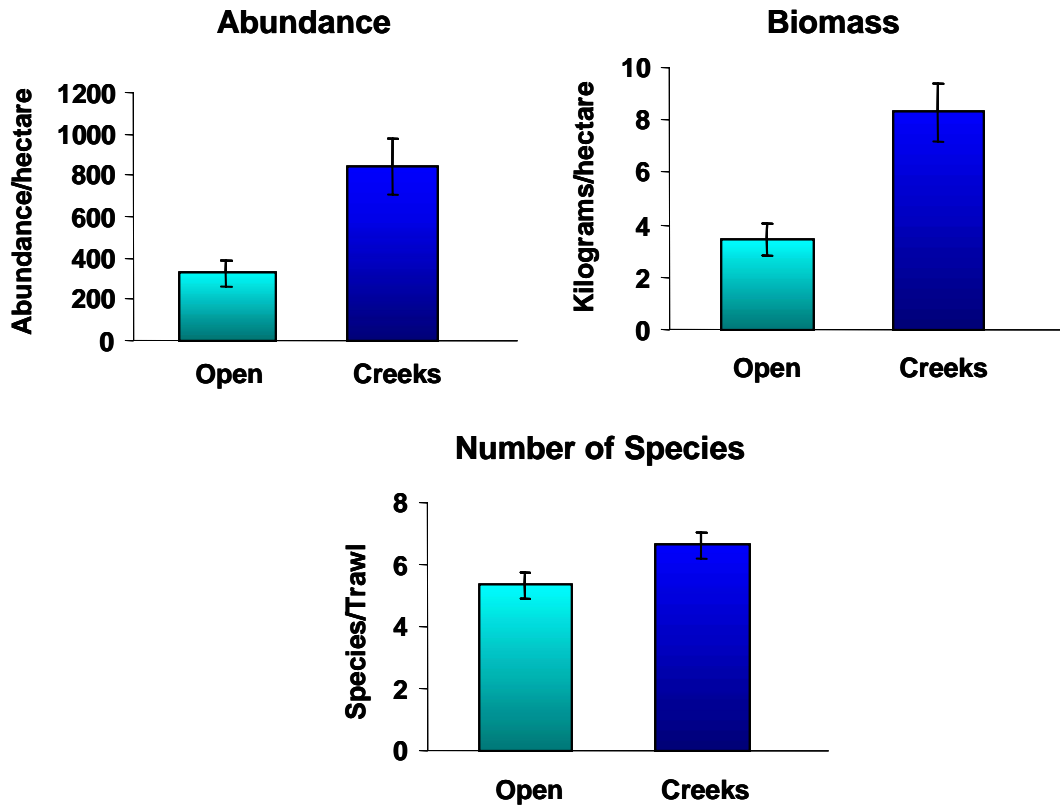 Abundance
Abundance/hectare
1200
1000
800
600
400
200
0
Open
Creeks
Biomass
Kilograms/hectare
10
8
6
4
2
0
Open
Creeks
Number of Species
Species/Trawl
8
6
4
2
0
Open
Creeks